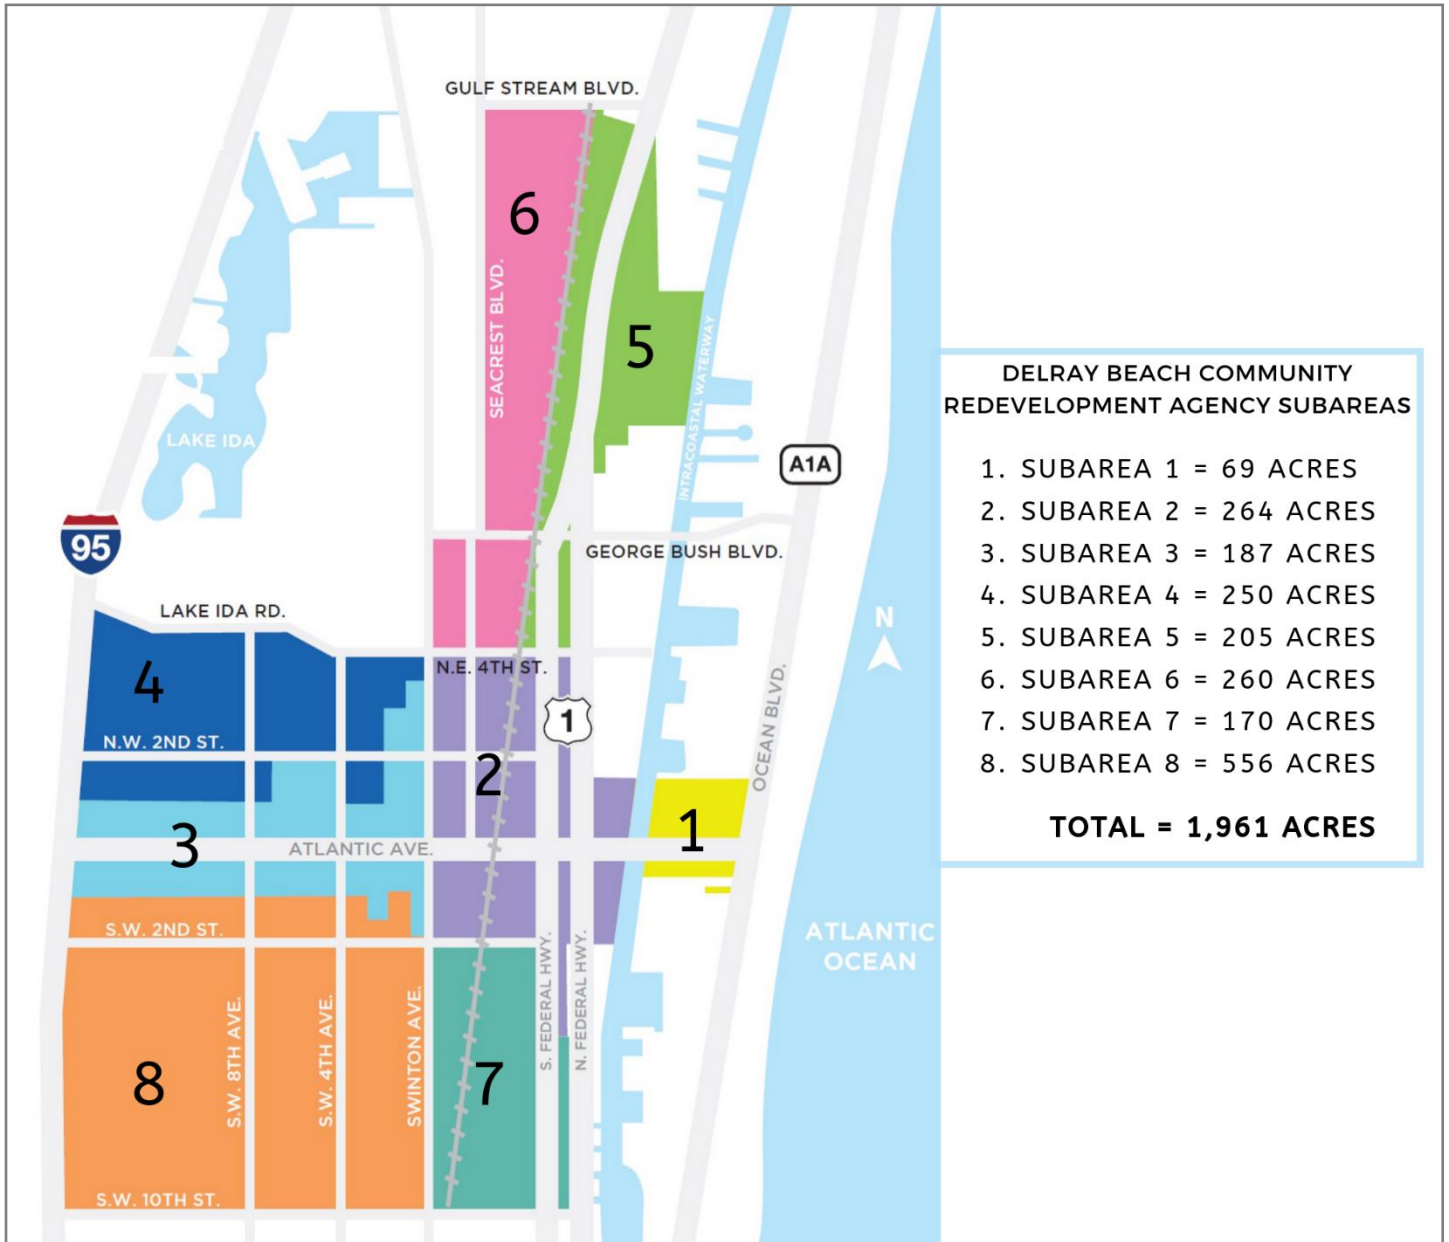 GULF STREAM BLVD.
6
SEACREST BLVD.
5
INTRACOASTAL WATERWAY
LAKE IDA
A1A
95
GEORGE BUSH BLVD.
LAKE IDA RD.
N
4
N.E. 4TH ST.
1
N.W. 2ND ST.
2
OCEAN BLVD.
3
1
ATLANTIC AVE.
S.W. 2ND ST.
ATLANTIC
OCEAN
S.W. 8TH AVE.
S.W. 4TH AVE.
SWINTON AVE.
S. FEDERAL HWY.
N. FEDERAL HWY.
8
7
S.W. 10TH ST.
DELRAY BEACH COMMUNITY
REDEVELOPMENT AGENCY SUBAREAS
1. SUBAREA 1 = 69 ACRES
2. SUBAREA 2 = 264 ACRES
3. SUBAREA 3 = 187 ACRES
4. SUBAREA 4 = 250 ACRES
5. SUBAREA 5 = 205 ACRES
6. SUBAREA 6 = 260 ACRES
7. SUBAREA 7 = 170 ACRES
8. SUBAREA 8 = 556 ACRES
TOTAL = 1,961 ACRES